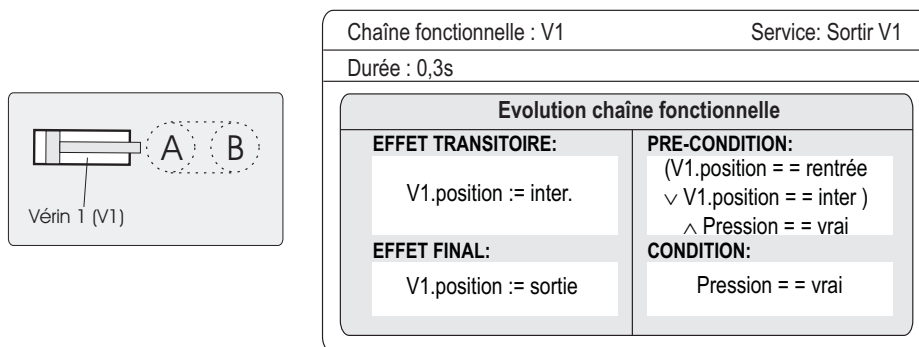 A B
Vérin 1 (V1)
Chaîne fonctionnelle : V1 Service: Sortir V1
Durée : 0,3s
Evolution chaîne fonctionnelle
EFFET TRANSITOIRE:
V1.position := inter.
EFFET FINAL:
V1.position := sortie
PRE-CONDITION:
(V1.position = = rentrée
∨ V1.position = = inter )
∧ Pression = = vrai
CONDITION:
Pression = = vrai